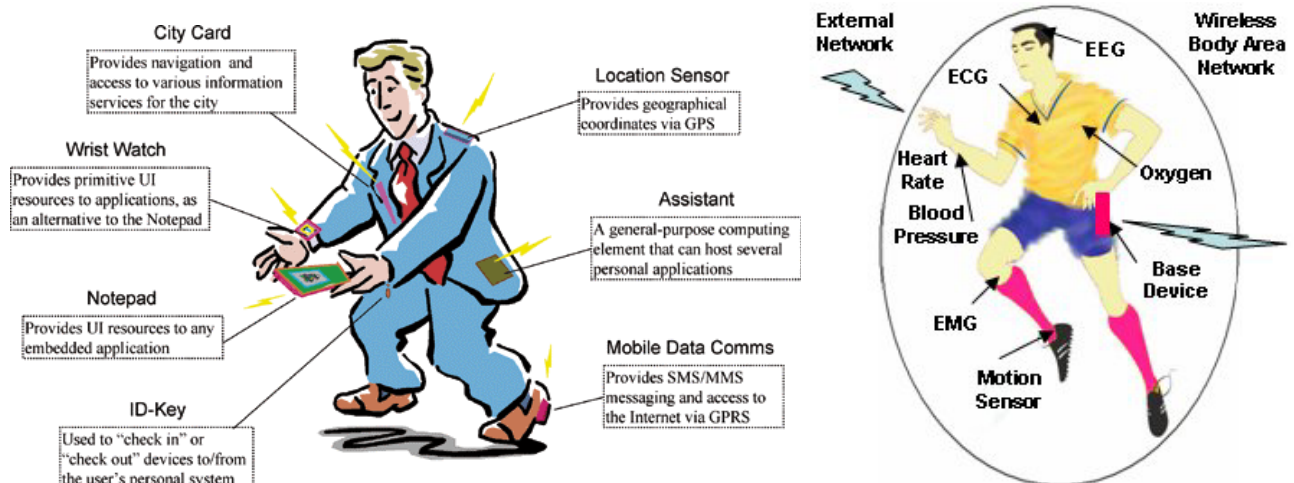 City Card
Provides navigation and
access to various information
services for the city
Wrist Watch
Provides primitive UI
resources to applications, as
an alternative to the Notepad
Notepad
Provides UI resources to any
embedded application
ID-Key
Used to “check in” or
“check out” devices to/from
the user's personal system
Location Sensor
Provides geographical
coordinates via GPS
Assistant
A general-purpose computing
element that can host several
personal applications
Mobile Data Comms
Provides SMS/MMS
messaging and access to
the Internet via GPRS
External
Network
Wireless
Body Area
Network
EEG
ECG
Heart
Rate
Blood
Pressure
Oxygen
Base
Device
EMG
Motion
Sensor